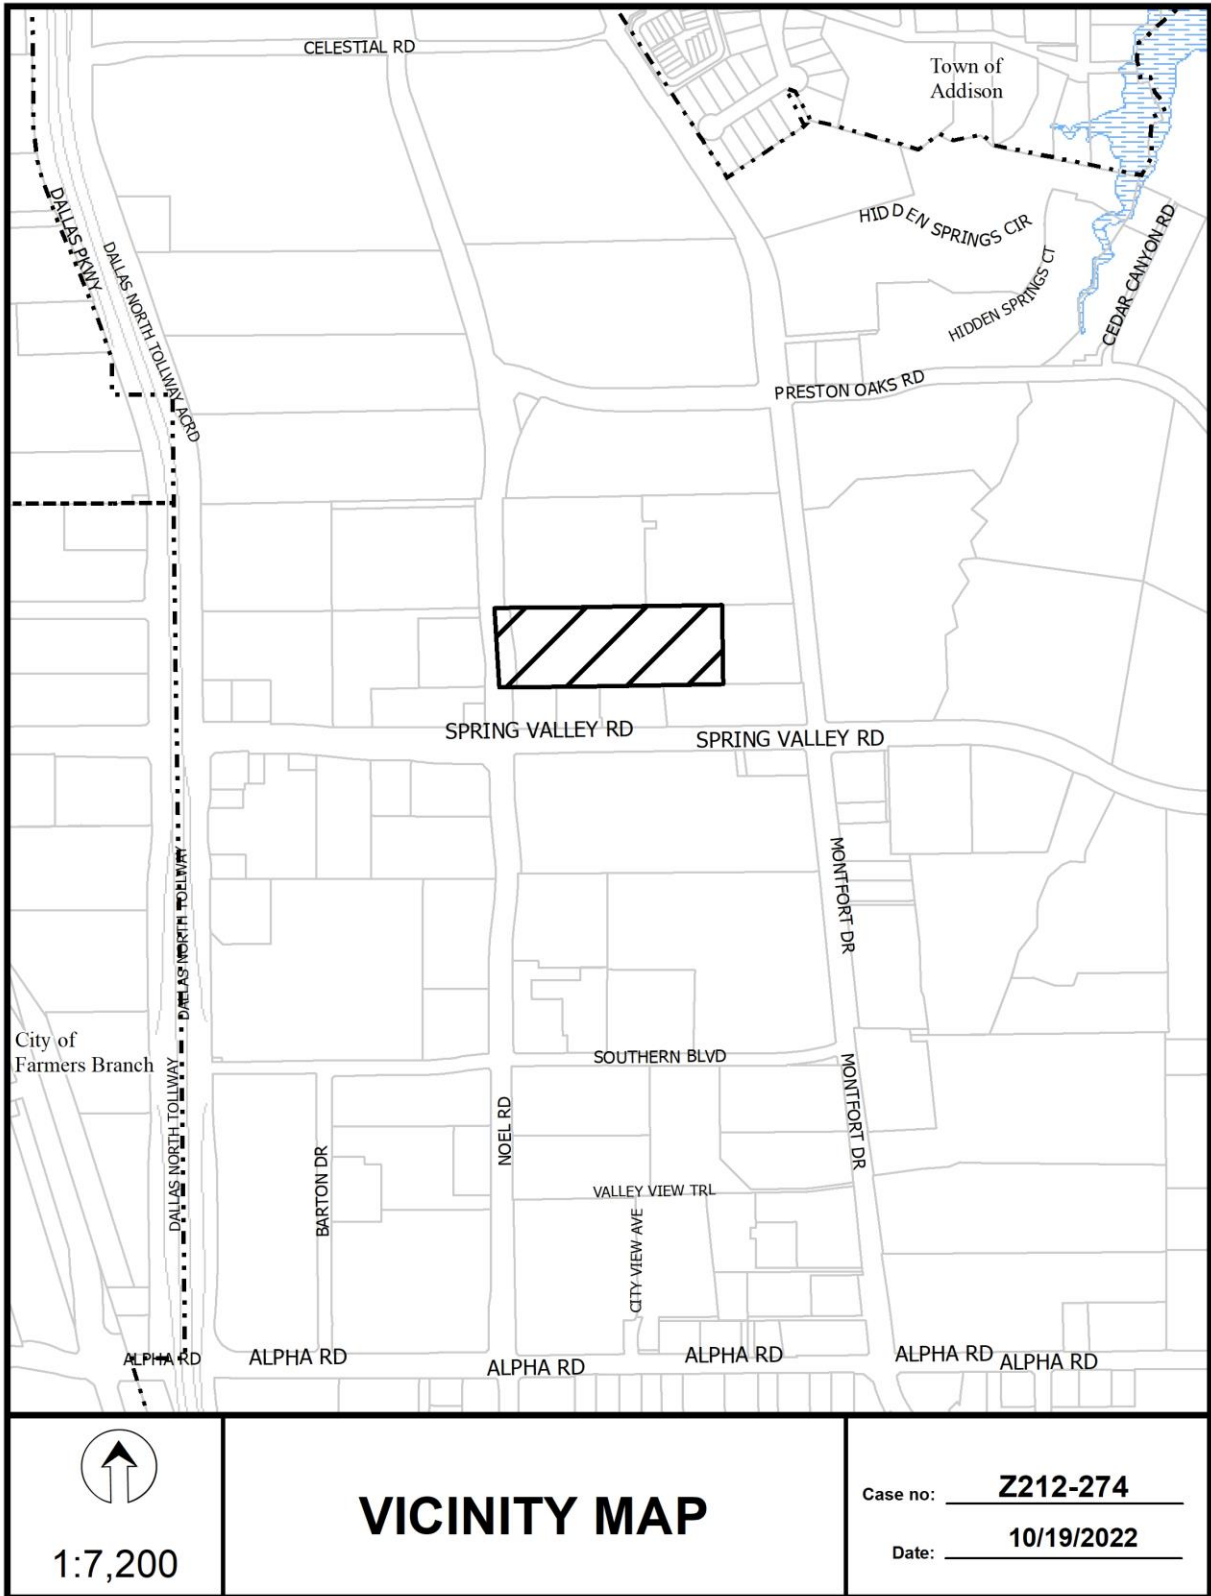 CELESTIAL RD
Town of
Addison
DALLAS PKWY
DALLAS NORTH TOLLWAY ACRD
HIDDEN SPRINGS CIR
HIDDEN SPRINGS CT
CEDAR CANYON RD
PRESTON OAKS RD
SPRING VALLEY RD
SPRING VALLEY RD
DALLAS NORTH TOLLWAY
MONTFORT DR
City of
Farmers Branch
SOUTHERN BLVD
DALLAS NORTH TOLLWAY
MONTFORT DR
NOEL RD
BARTON DR
VALLEY VIEW TRL
CITY VIEW AVE
ALPHA RD
ALPHA RD
ALPHA RD
ALPHA RD
ALPHA RD
ALPHA RD
1:7,200
VICINITY MAP
Case no: Z212-274
Date: 10/19/2022